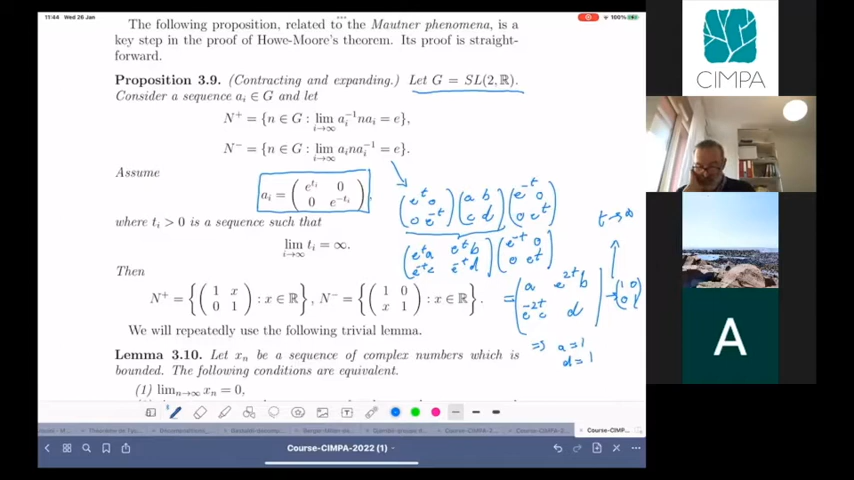 11:44 Wed 26 Jan
100%
The following proposition, related to the Mautner phenomena, is a
key step in the proof of Howe-Moore's theorem. Its proof is straight-
forward.
Proposition 3.9. (Contracting and expanding.) Let G = SL(2, ℝ).
Consider a sequence a_i ∈ G and let
N⁺ = {n ∈ G : lim_{i→∞} a_i⁻¹ n a_i = e},
N⁻ = {n ∈ G : lim_{i→∞} a_i n a_i⁻¹ = e}.
Assume
a_i = ( e^{t_i} 0 ; 0 e^{-t_i} ),
where t_i > 0 is a sequence such that
lim_{i→∞} t_i = ∞.
Then
N⁺ = { ( 1 x ; 0 1 ) : x ∈ ℝ }, N⁻ = { ( 1 0 ; x 1 ) : x ∈ ℝ }.
We will repeatedly use the following trivial lemma.
Lemma 3.10. Let x_n be a sequence of complex numbers which is
bounded. The following conditions are equivalent.
(1) lim_{n→∞} x_n = 0,
( e^t 0 ; 0 e^{-t} ) ( a b ; c d ) ( e^{-t} 0 ; 0 e^t )
( e^t a e^t b ; e^{-t} c e^{-t} d ) ( e^{-t} 0 ; 0 e^t )
= ( a e^{2t} b ; e^{-2t} c d ) → ( 1 0 ; 0 1 )
t → ∞
⇒ a = 1
d = 1
Course-CIMPA-2022 (1)
CIMPA
A